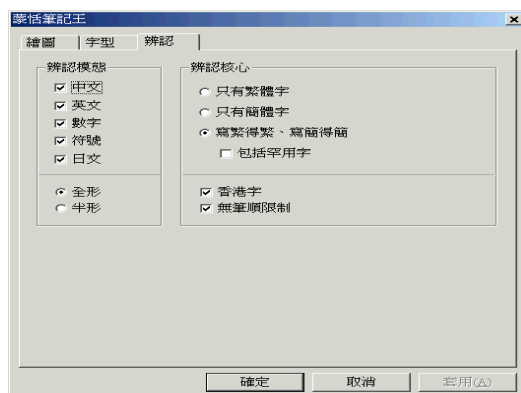 蒙恬筆記王
繪圖 字型 辨認
辨認模態
中文
英文
數字
符號
日文
全形
半形
辨認核心
只有繁體字
只有簡體字
寫繁得繁、寫簡得簡
包括罕用字
香港字
無筆順限制
確定 取消 套用(A)